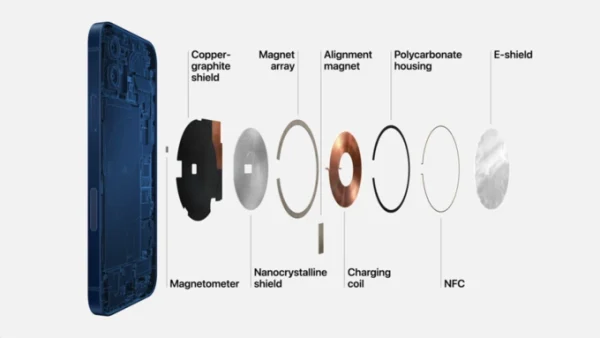 Copper-
graphite
shield
Magnet
array
Alignment
magnet
Polycarbonate
housing
E-shield
Magnetometer
Nanocrystalline
shield
Charging
coil
NFC